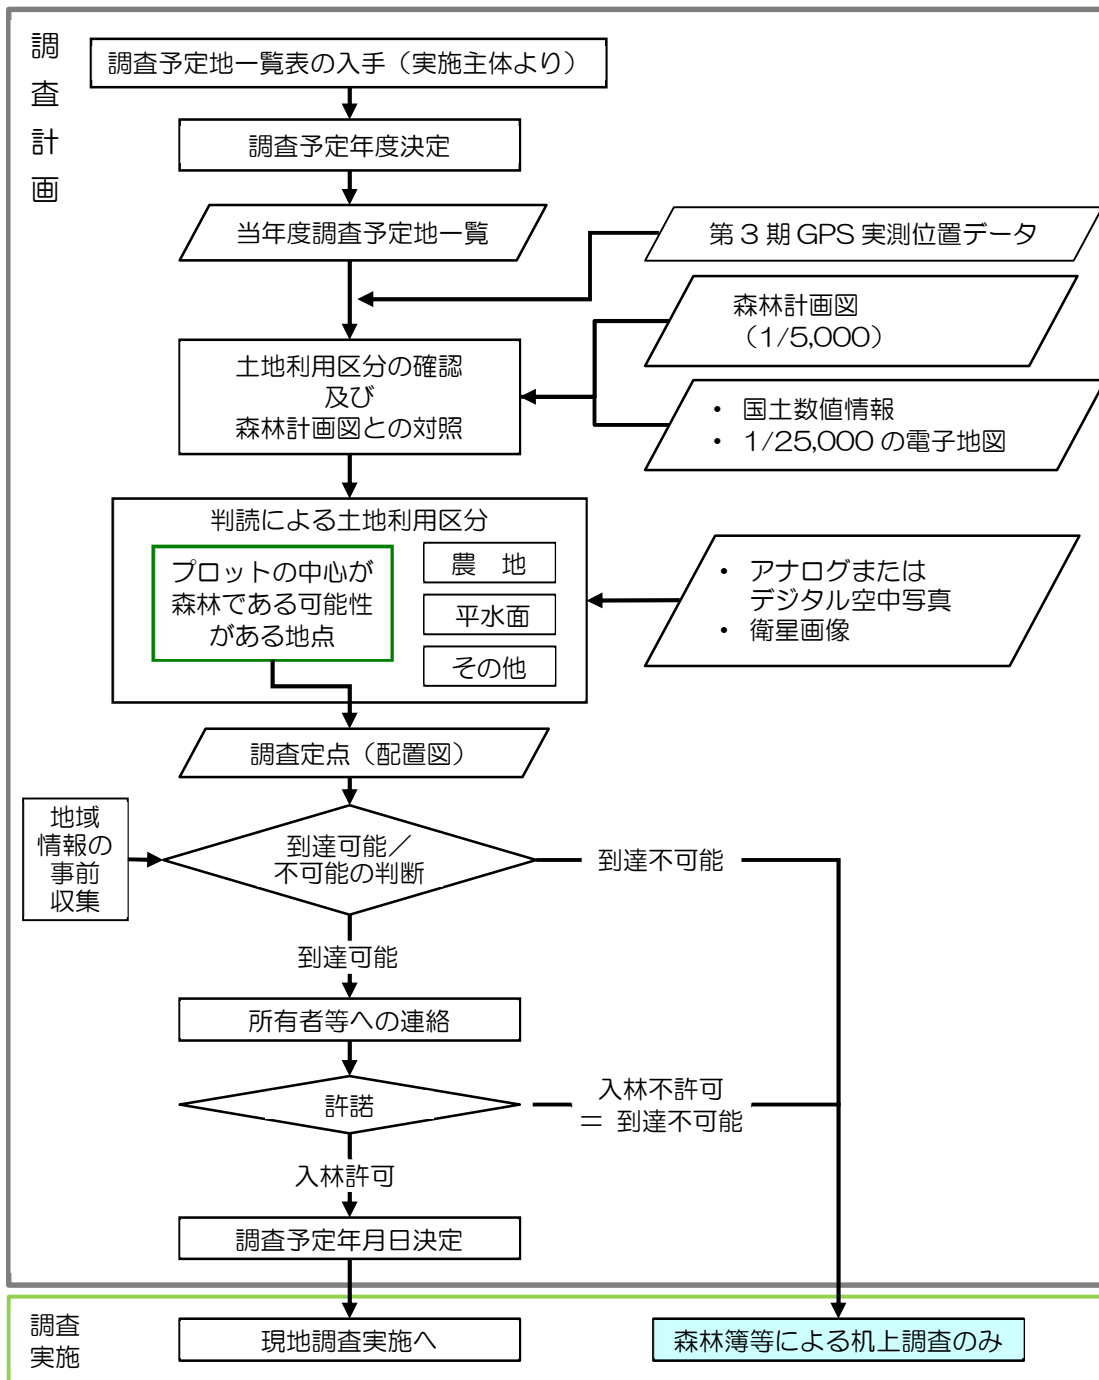 調査計画
調査予定地一覧表の入手（実施主体より）
調査予定年度決定
当年度調査予定地一覧
第３期 GPS 実測位置データ
森林計画図
（1/5,000）
土地利用区分の確認
及び
森林計画図との対照
• 国土数値情報
• 1/25,000 の電子地図
判読による土地利用区分
プロットの中心が
森林である可能性
がある地点
農　地
平水面
その他
• アナログまたは
デジタル空中写真
• 衛星画像
調査定点（配置図）
地域
情報の
事前
収集
到達可能／
不可能の判断
到達不可能
到達可能
所有者等への連絡
許諾
入林不許可
＝ 到達不可能
入林許可
調査予定年月日決定
調査
実施
現地調査実施へ
森林簿等による机上調査のみ